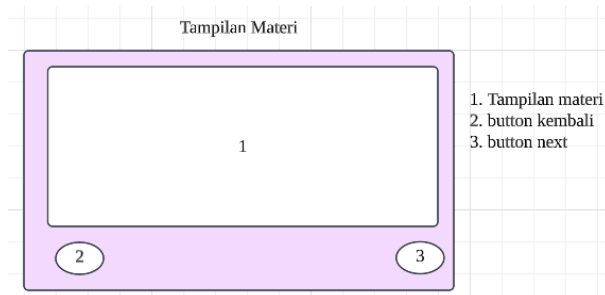 Tampilan Materi
1
2
3
1. Tampilan materi
2. button kembali
3. button next